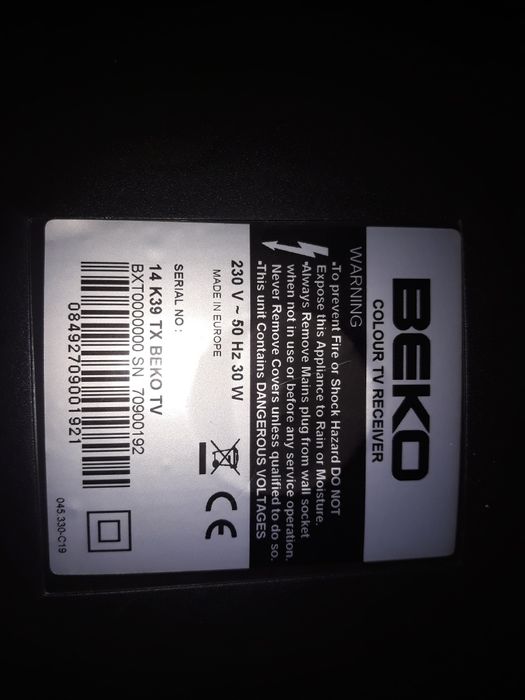 BEKO
COLOUR TV RECEIVER
WARNING
•To prevent Fire or Shock Hazard DO NOT
Expose this Appliance to Rain or Moisture.
•Always Remove Mains plug from wall socket
when not in use or before any service operation.
Never Remove Covers unless qualified to do so.
•This unit Contains DANGEROUS VOLTAGES
230 V ~ 50 Hz 30 W
MADE IN EUROPE
CE
SERIAL NO :
14 K39 TX BEKO TV
BXT0000000 SN 70900192
08492709001921
045.330-C19